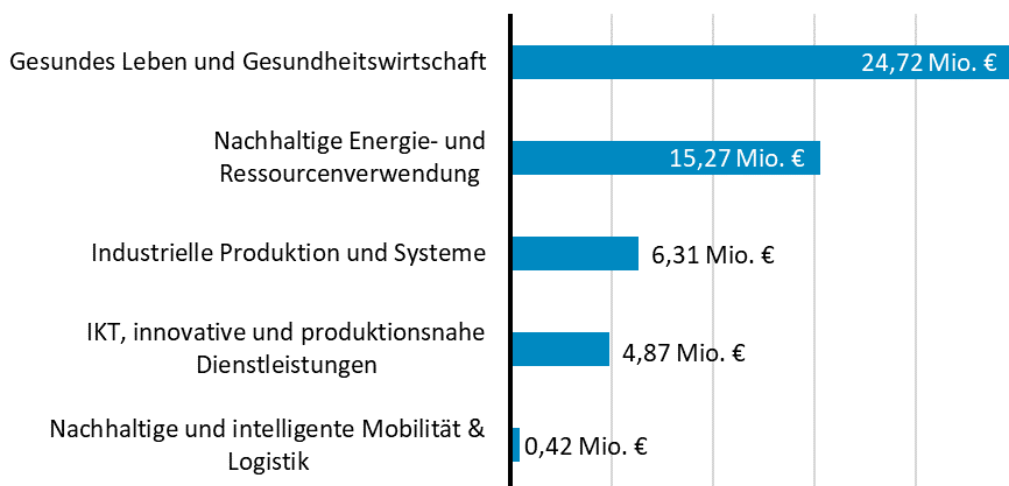 Gesundes Leben und Gesundheitswirtschaft
24,72 Mio. €
Nachhaltige Energie- und
Ressourcenverwendung
15,27 Mio. €
Industrielle Produktion und Systeme
6,31 Mio. €
IKT, innovative und produktionsnahe
Dienstleistungen
4,87 Mio. €
Nachhaltige und intelligente Mobilität &
Logistik
0,42 Mio. €